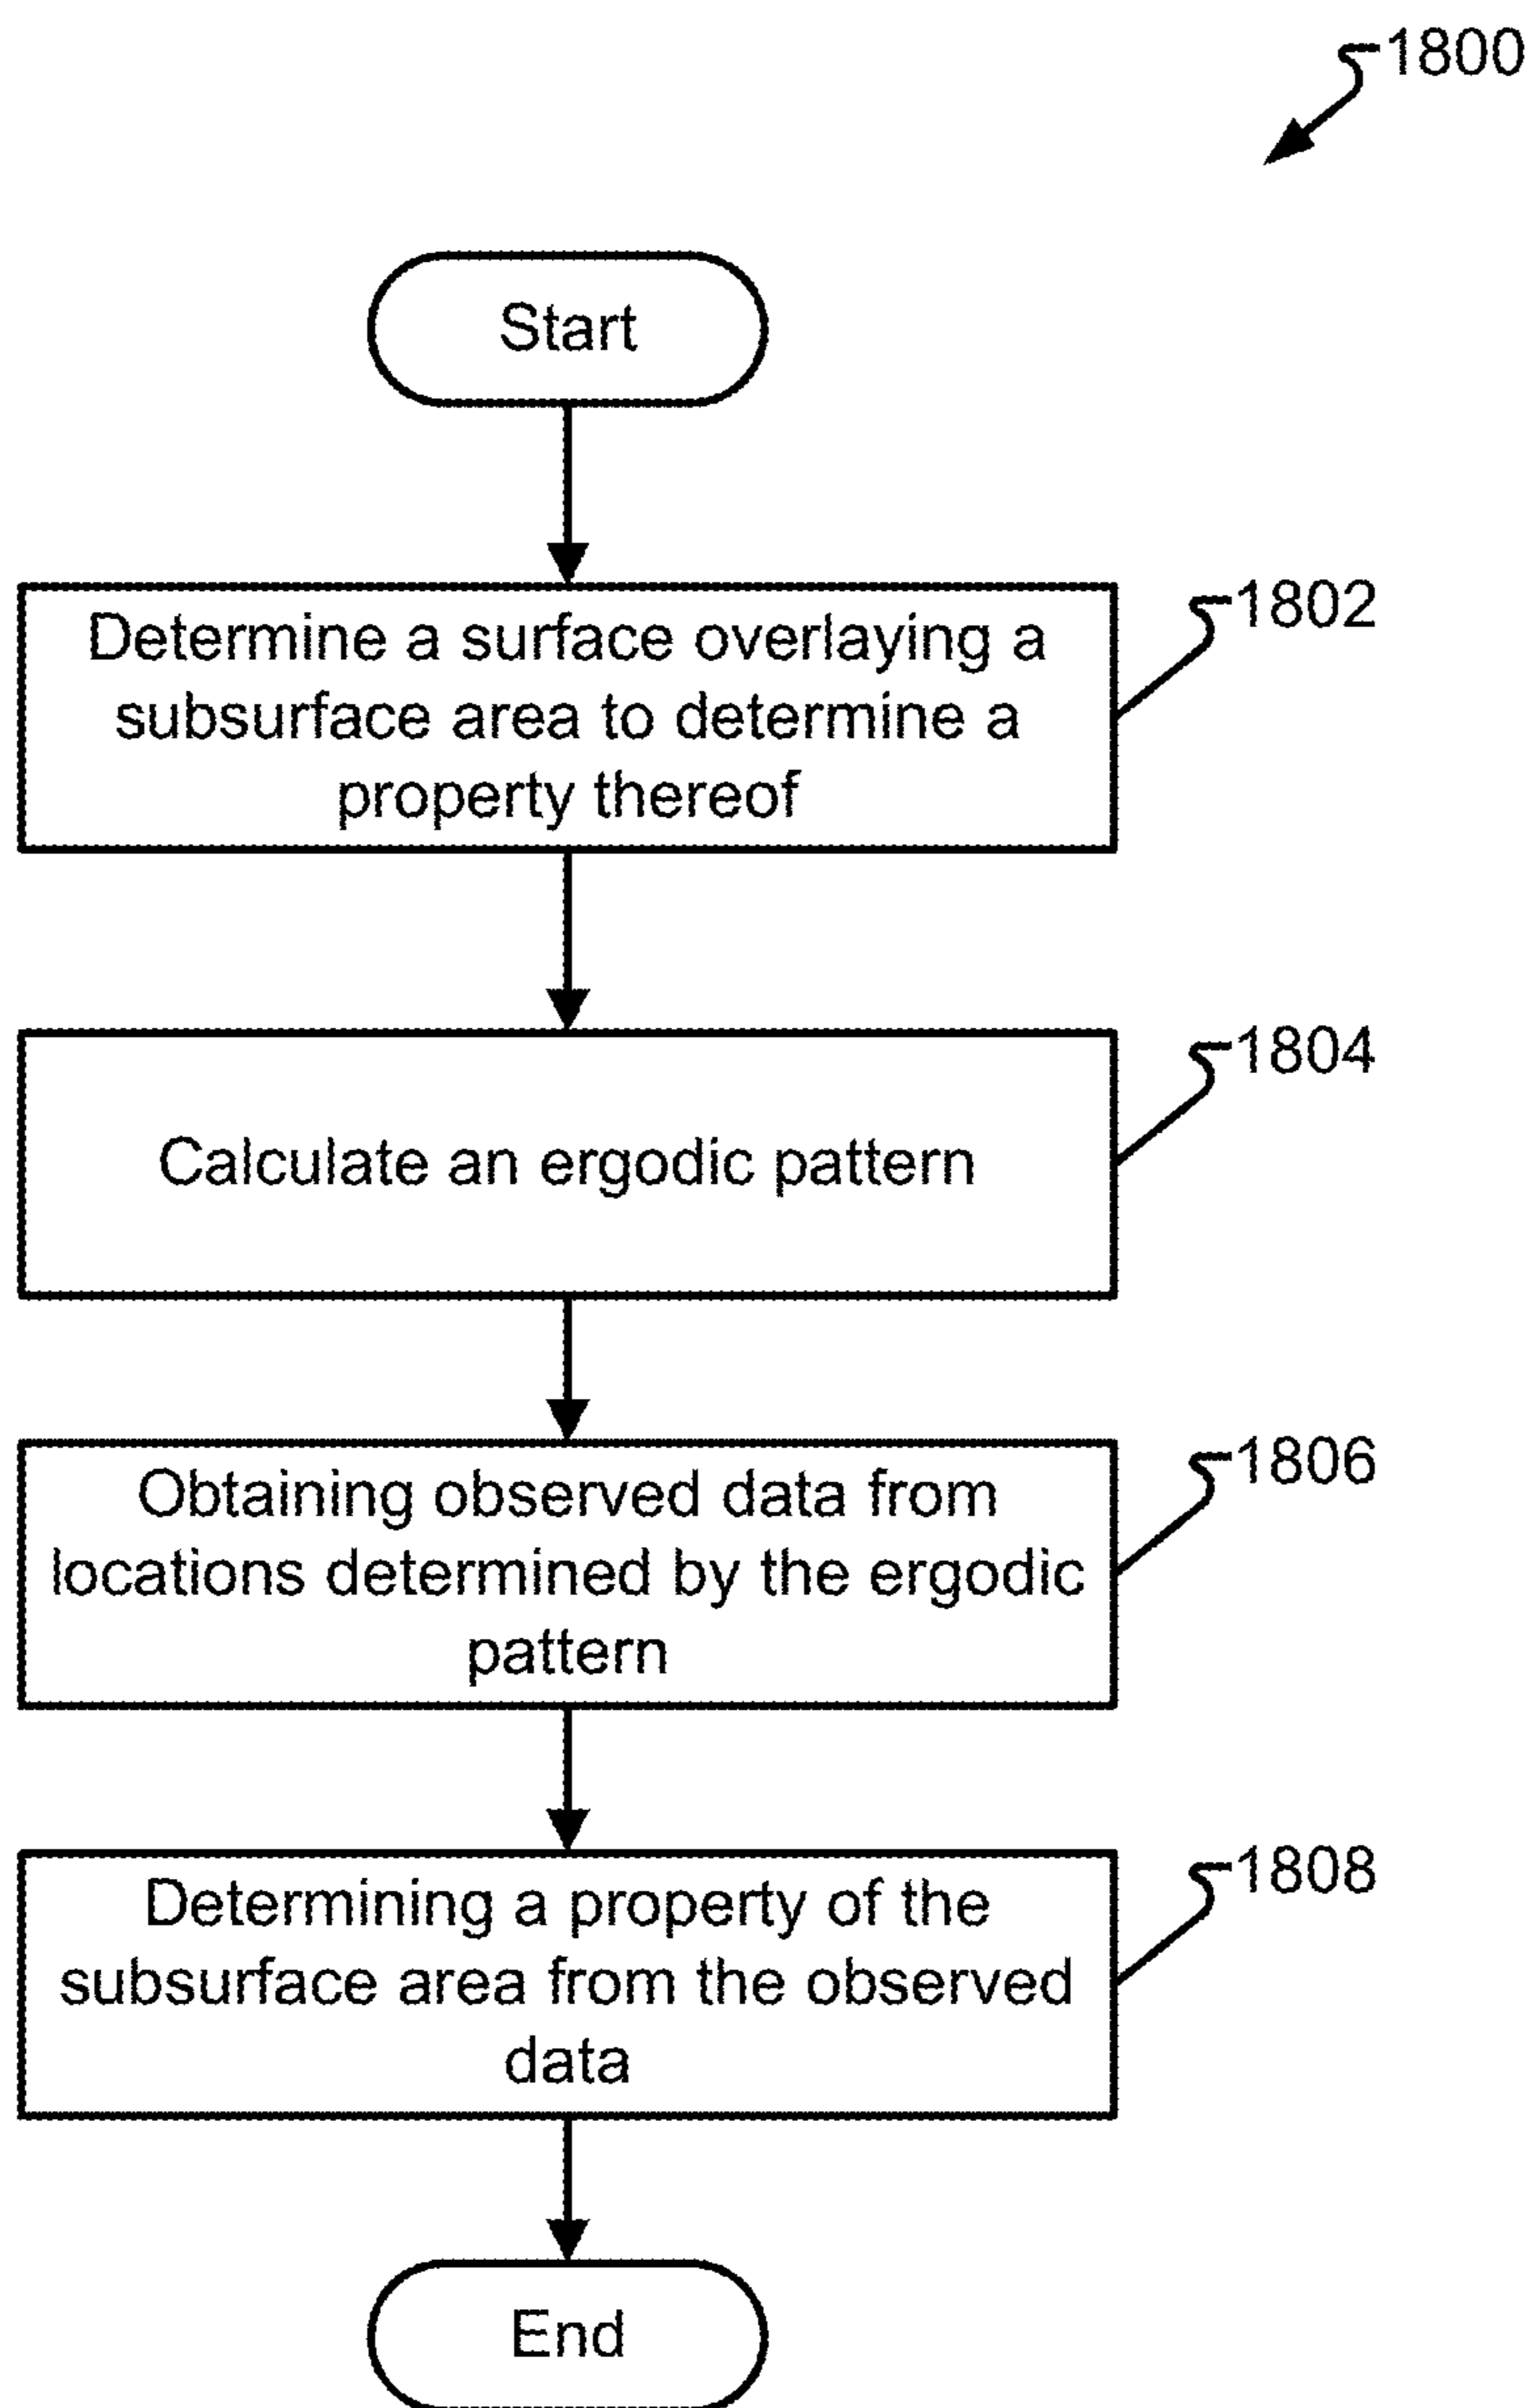 1800
Start
Determine a surface overlaying a
subsurface area to determine a
property thereof
1802
Calculate an ergodic pattern
1804
Obtaining observed data from
locations determined by the ergodic
pattern
1806
Determining a property of the
subsurface area from the observed
data
1808
End